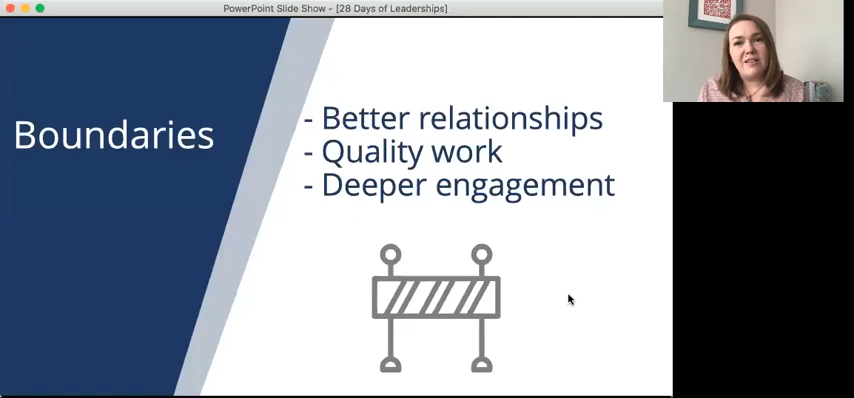 PowerPoint Slide Show - [28 Days of Leaderships]
Boundaries
- Better relationships
- Quality work
- Deeper engagement